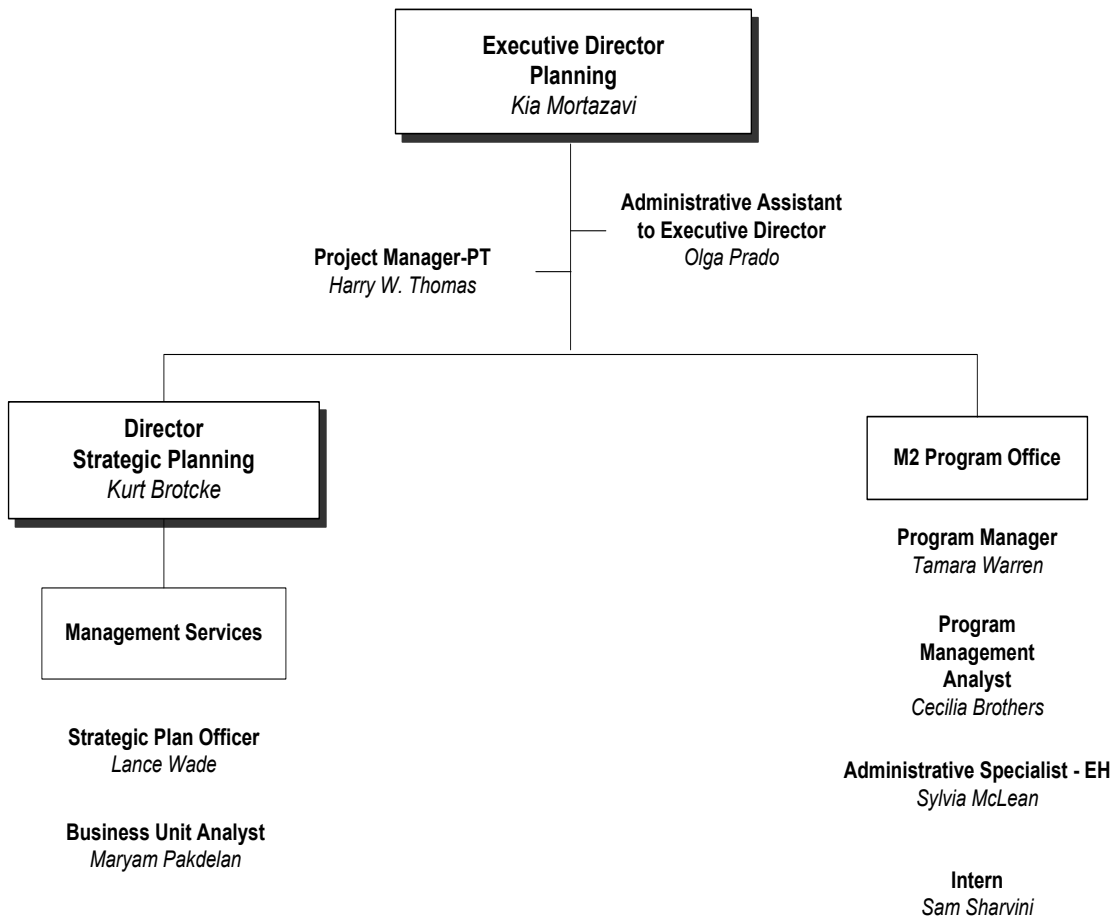 Executive Director
Planning
Kia Mortazavi
Administrative Assistant
to Executive Director
Olga Prado
Project Manager-PT
Harry W. Thomas
Director
Strategic Planning
Kurt Brotcke
Management Services
Strategic Plan Officer
Lance Wade
Business Unit Analyst
Maryam Pakdelan
M2 Program Office
Program Manager
Tamara Warren
Program
Management
Analyst
Cecilia Brothers
Administrative Specialist - EH
Sylvia McLean
Intern
Sam Sharvini